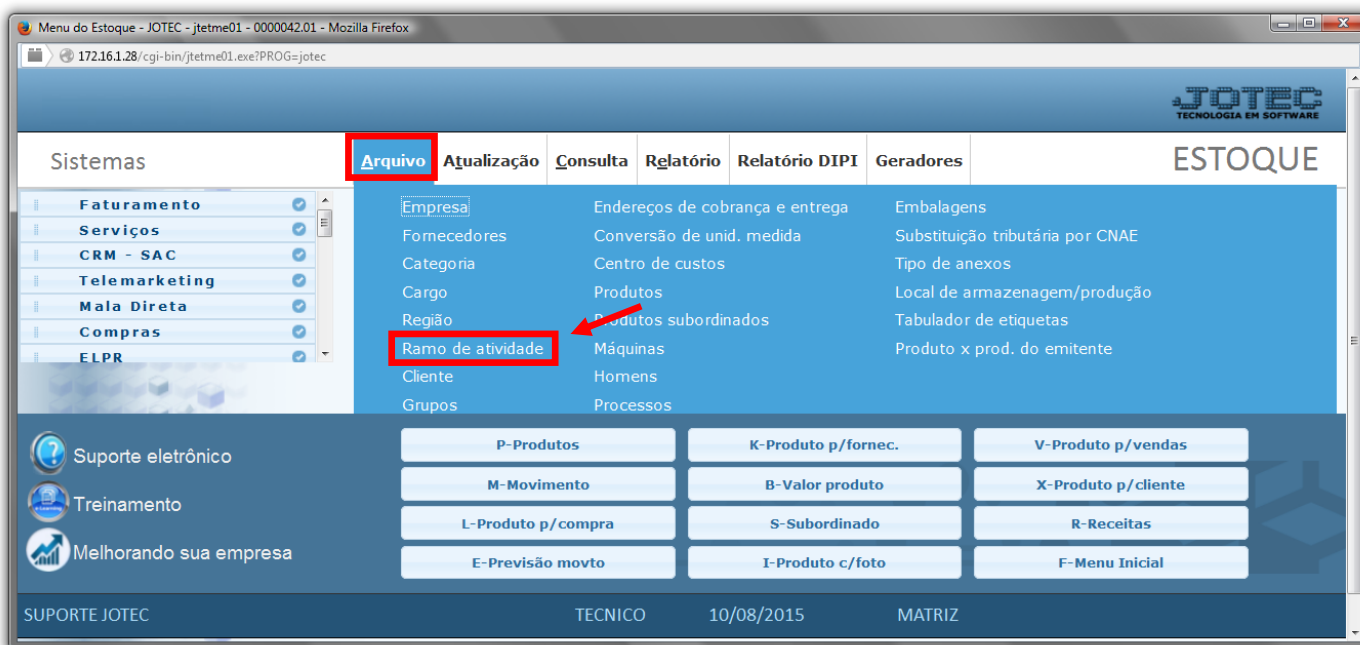 Menu do Estoque - JOTEC - jtetme01 - 0000042.01 - Mozilla Firefox
172.16.1.28/cgi-bin/jtetme01.exe?PROG=jotec
JOTEC
TECNOLOGIA EM SOFTWARE
Sistemas
Arquivo Atualização Consulta Relatório Relatório DIPI Geradores
ESTOQUE
Faturamento
Serviços
CRM - SAC
Telemarketing
Mala Direta
Compras
ELPR
Empresa
Fornecedores
Categoria
Cargo
Região
Ramo de atividade
Cliente
Grupos
Endereços de cobrança e entrega
Conversão de unid. medida
Centro de custos
Produtos
Produtos subordinados
Máquinas
Homens
Processos
Embalagens
Substituição tributária por CNAE
Tipo de anexos
Local de armazenagem/produção
Tabulador de etiquetas
Produto x prod. do emitente
Suporte eletrônico
Treinamento
Melhorando sua empresa
P-Produtos K-Produto p/fornec. V-Produto p/vendas
M-Movimento B-Valor produto X-Produto p/cliente
L-Produto p/compra S-Subordinado R-Receitas
E-Previsão movto I-Produto c/foto F-Menu Inicial
SUPORTE JOTEC TECNICO 10/08/2015 MATRIZ